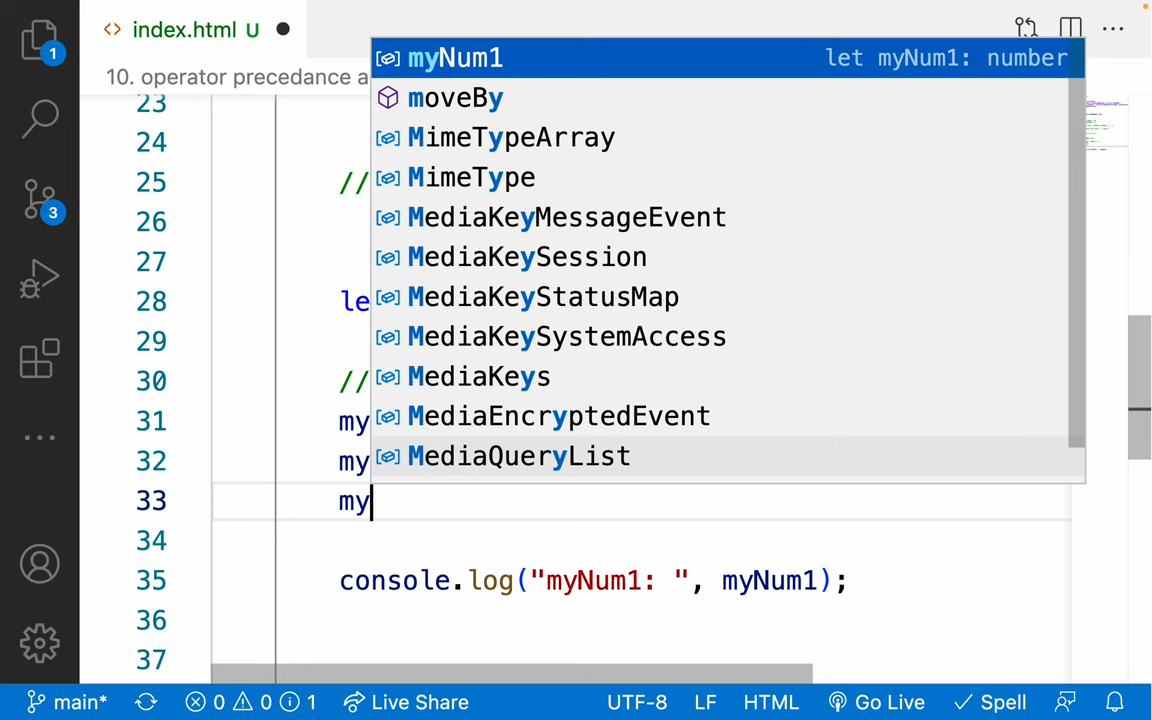 1
3
index.html U
10. operator precedance a
myNum1 let myNum1: number
moveBy
MimeTypeArray
MimeType
MediaKeyMessageEvent
MediaKeySession
MediaKeyStatusMap
MediaKeySystemAccess
MediaKeys
MediaEncryptedEvent
MediaQueryList
23
24
25 //
26
27
28 le
29
30 //
31 my
32 my
33 my
34
35 console.log("myNum1: ", myNum1);
36
37
main* 0 0 1 Live Share UTF-8 LF HTML Go Live Spell